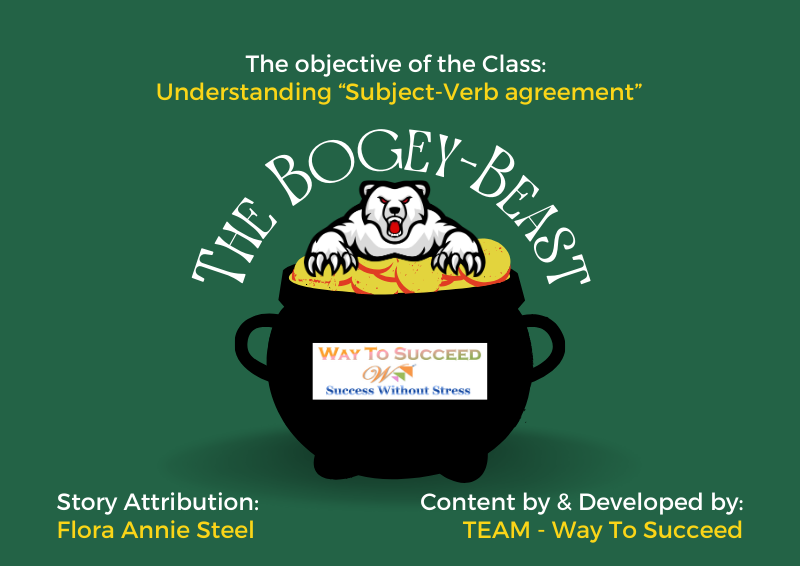 The objective of the Class:
Understanding “Subject-Verb agreement”
THE BOGEY-BEAST
WAY TO SUCCEED
W
Success Without Stress
Story Attribution:
Flora Annie Steel
Content by & Developed by:
TEAM - Way To Succeed